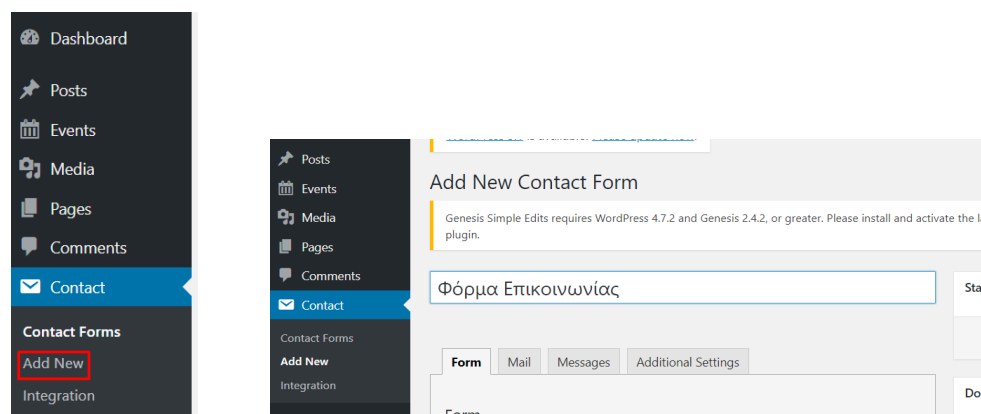 Dashboard
Posts
Events
Media
Pages
Comments
Contact
Contact Forms
Add New
Integration
Posts
Events
Media
Pages
Comments
Contact
Contact Forms
Add New
Integration
Add New Contact Form
Genesis Simple Edits requires WordPress 4.7.2 and Genesis 2.4.2, or greater. Please install and activate the
plugin.
Φόρμα Επικοινωνίας
Form Mail Messages Additional Settings
Form